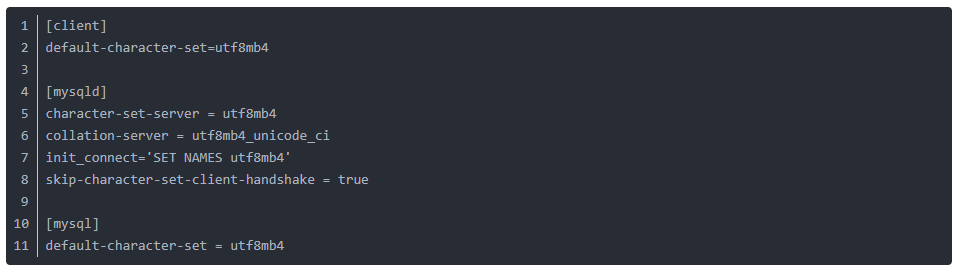 1 [client]
2 default-character-set=utf8mb4
3
4 [mysqld]
5 character-set-server = utf8mb4
6 collation-server = utf8mb4_unicode_ci
7 init_connect='SET NAMES utf8mb4'
8 skip-character-set-client-handshake = true
9
10 [mysql]
11 default-character-set = utf8mb4